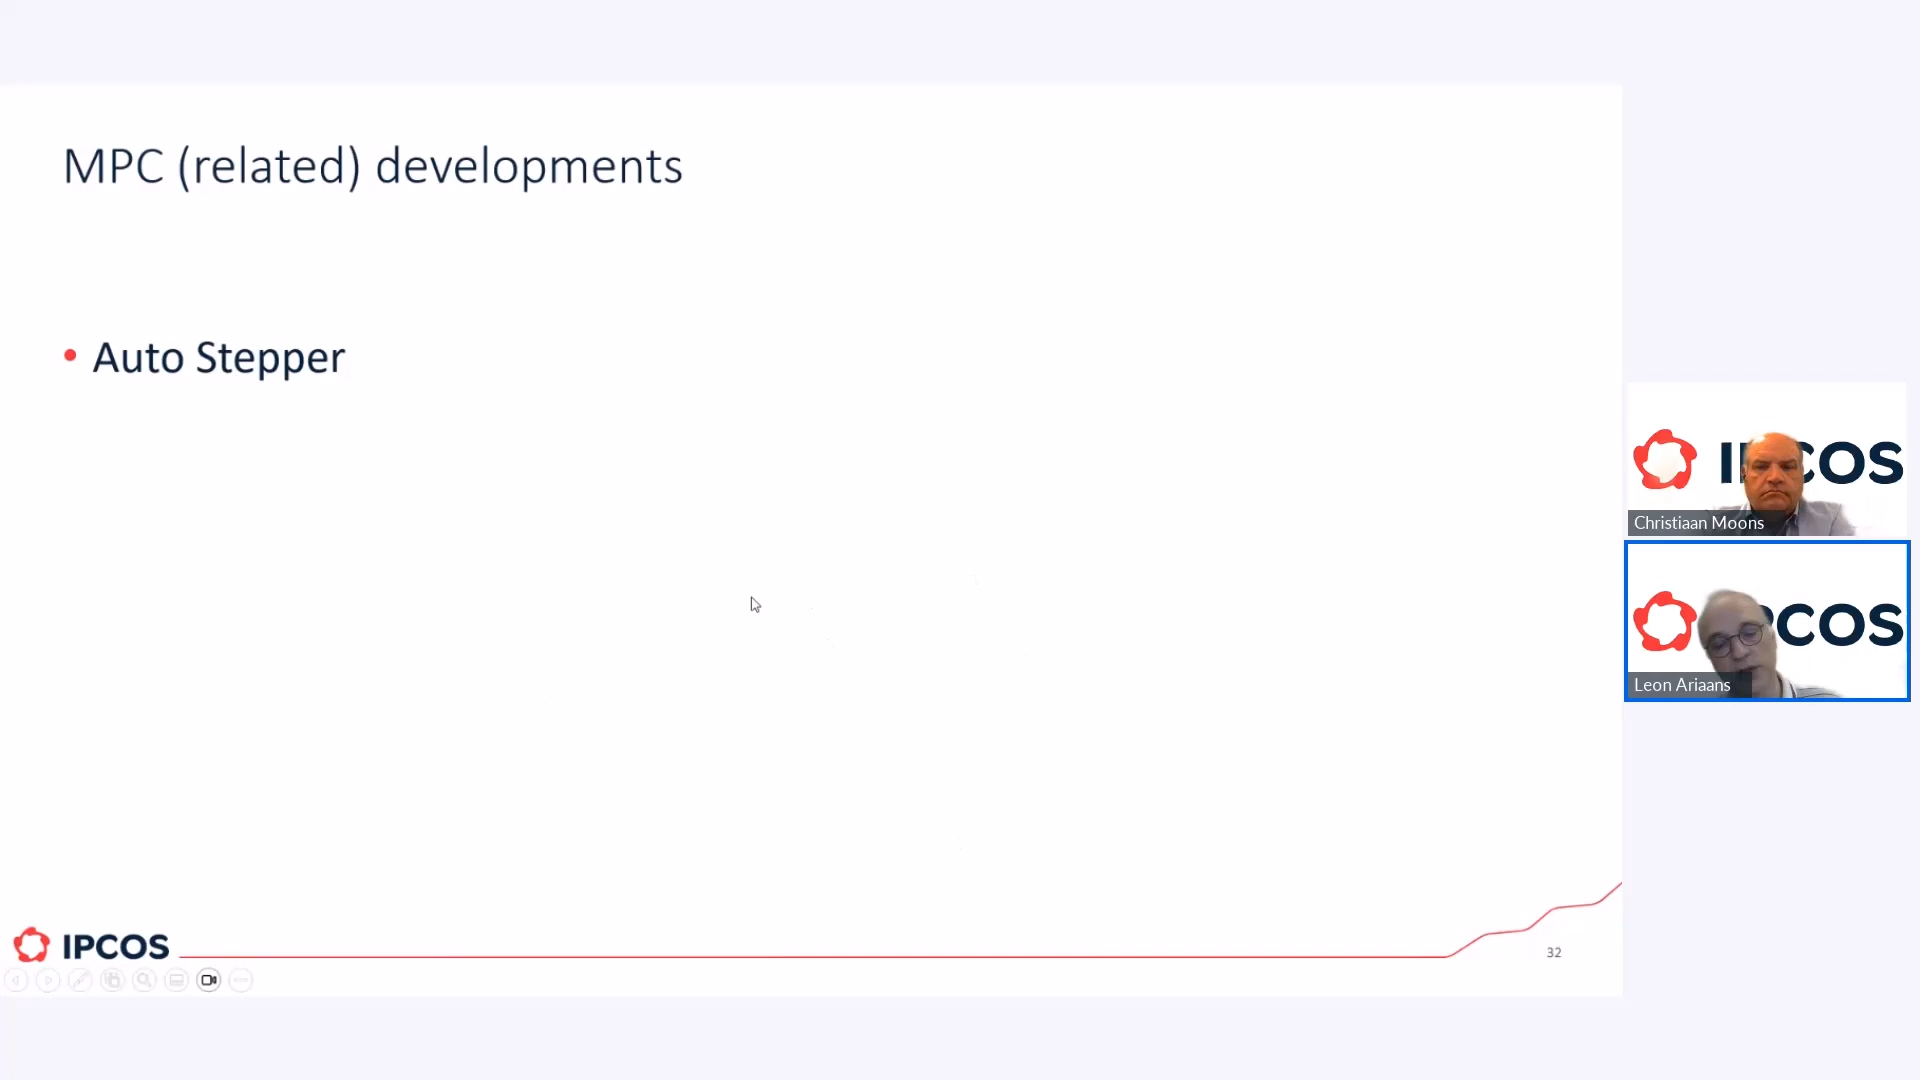 MPC (related) developments
• Auto Stepper
IPCOS
Christiaan Moons
IPCOS
Leon Ariaans
IPCOS
32